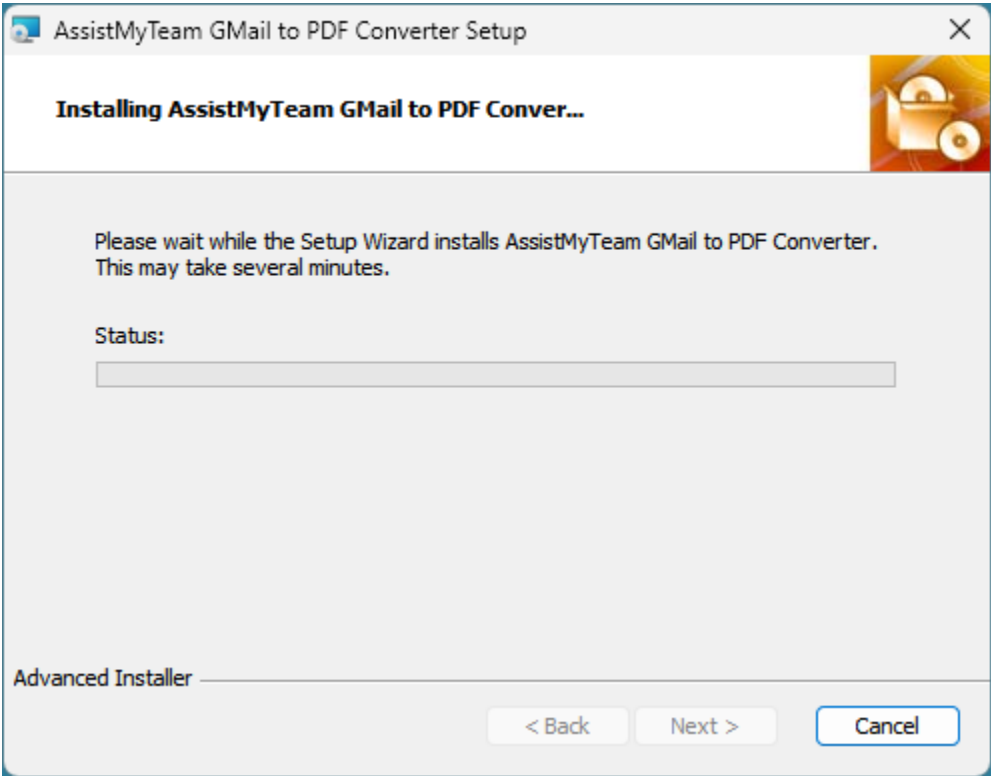 AssistMyTeam GMail to PDF Converter Setup
Installing AssistMyTeam GMail to PDF Conver...
Please wait while the Setup Wizard installs AssistMyTeam GMail to PDF Converter.
This may take several minutes.
Status:
Advanced Installer
< Back
Next >
Cancel